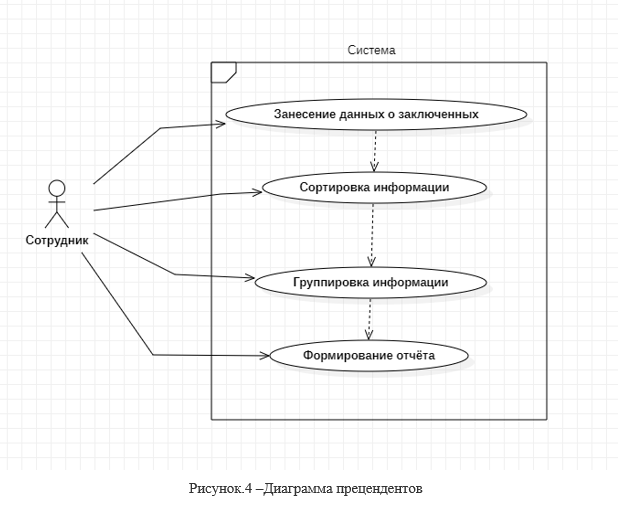 Система
Занесение данных о заключенных
Сортировка информации
Сотрудник
Группировка информации
Формирование отчёта
Рисунок.4 –Диаграмма прецендентов